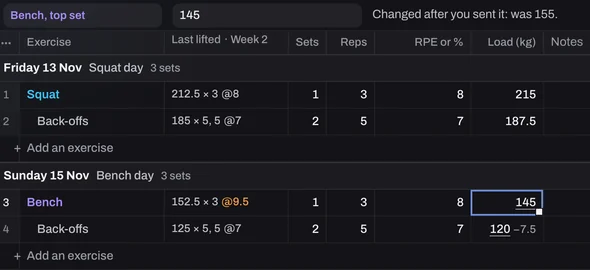 Bench, top set 145 Changed after you sent it: was 155.
••• Exercise Last lifted · Week 2 Sets Reps RPE or % Load (kg) Notes
Friday 13 Nov Squat day 3 sets
1 Squat 212.5 × 3 @8 1 3 8 215
2 Back-offs 185 × 5, 5 @7 2 5 7 187.5
+ Add an exercise
Sunday 15 Nov Bench day 3 sets
3 Bench 152.5 × 3 @9.5 1 3 8 145
4 Back-offs 125 × 5, 5 @7 2 5 7 120 −7.5
+ Add an exercise